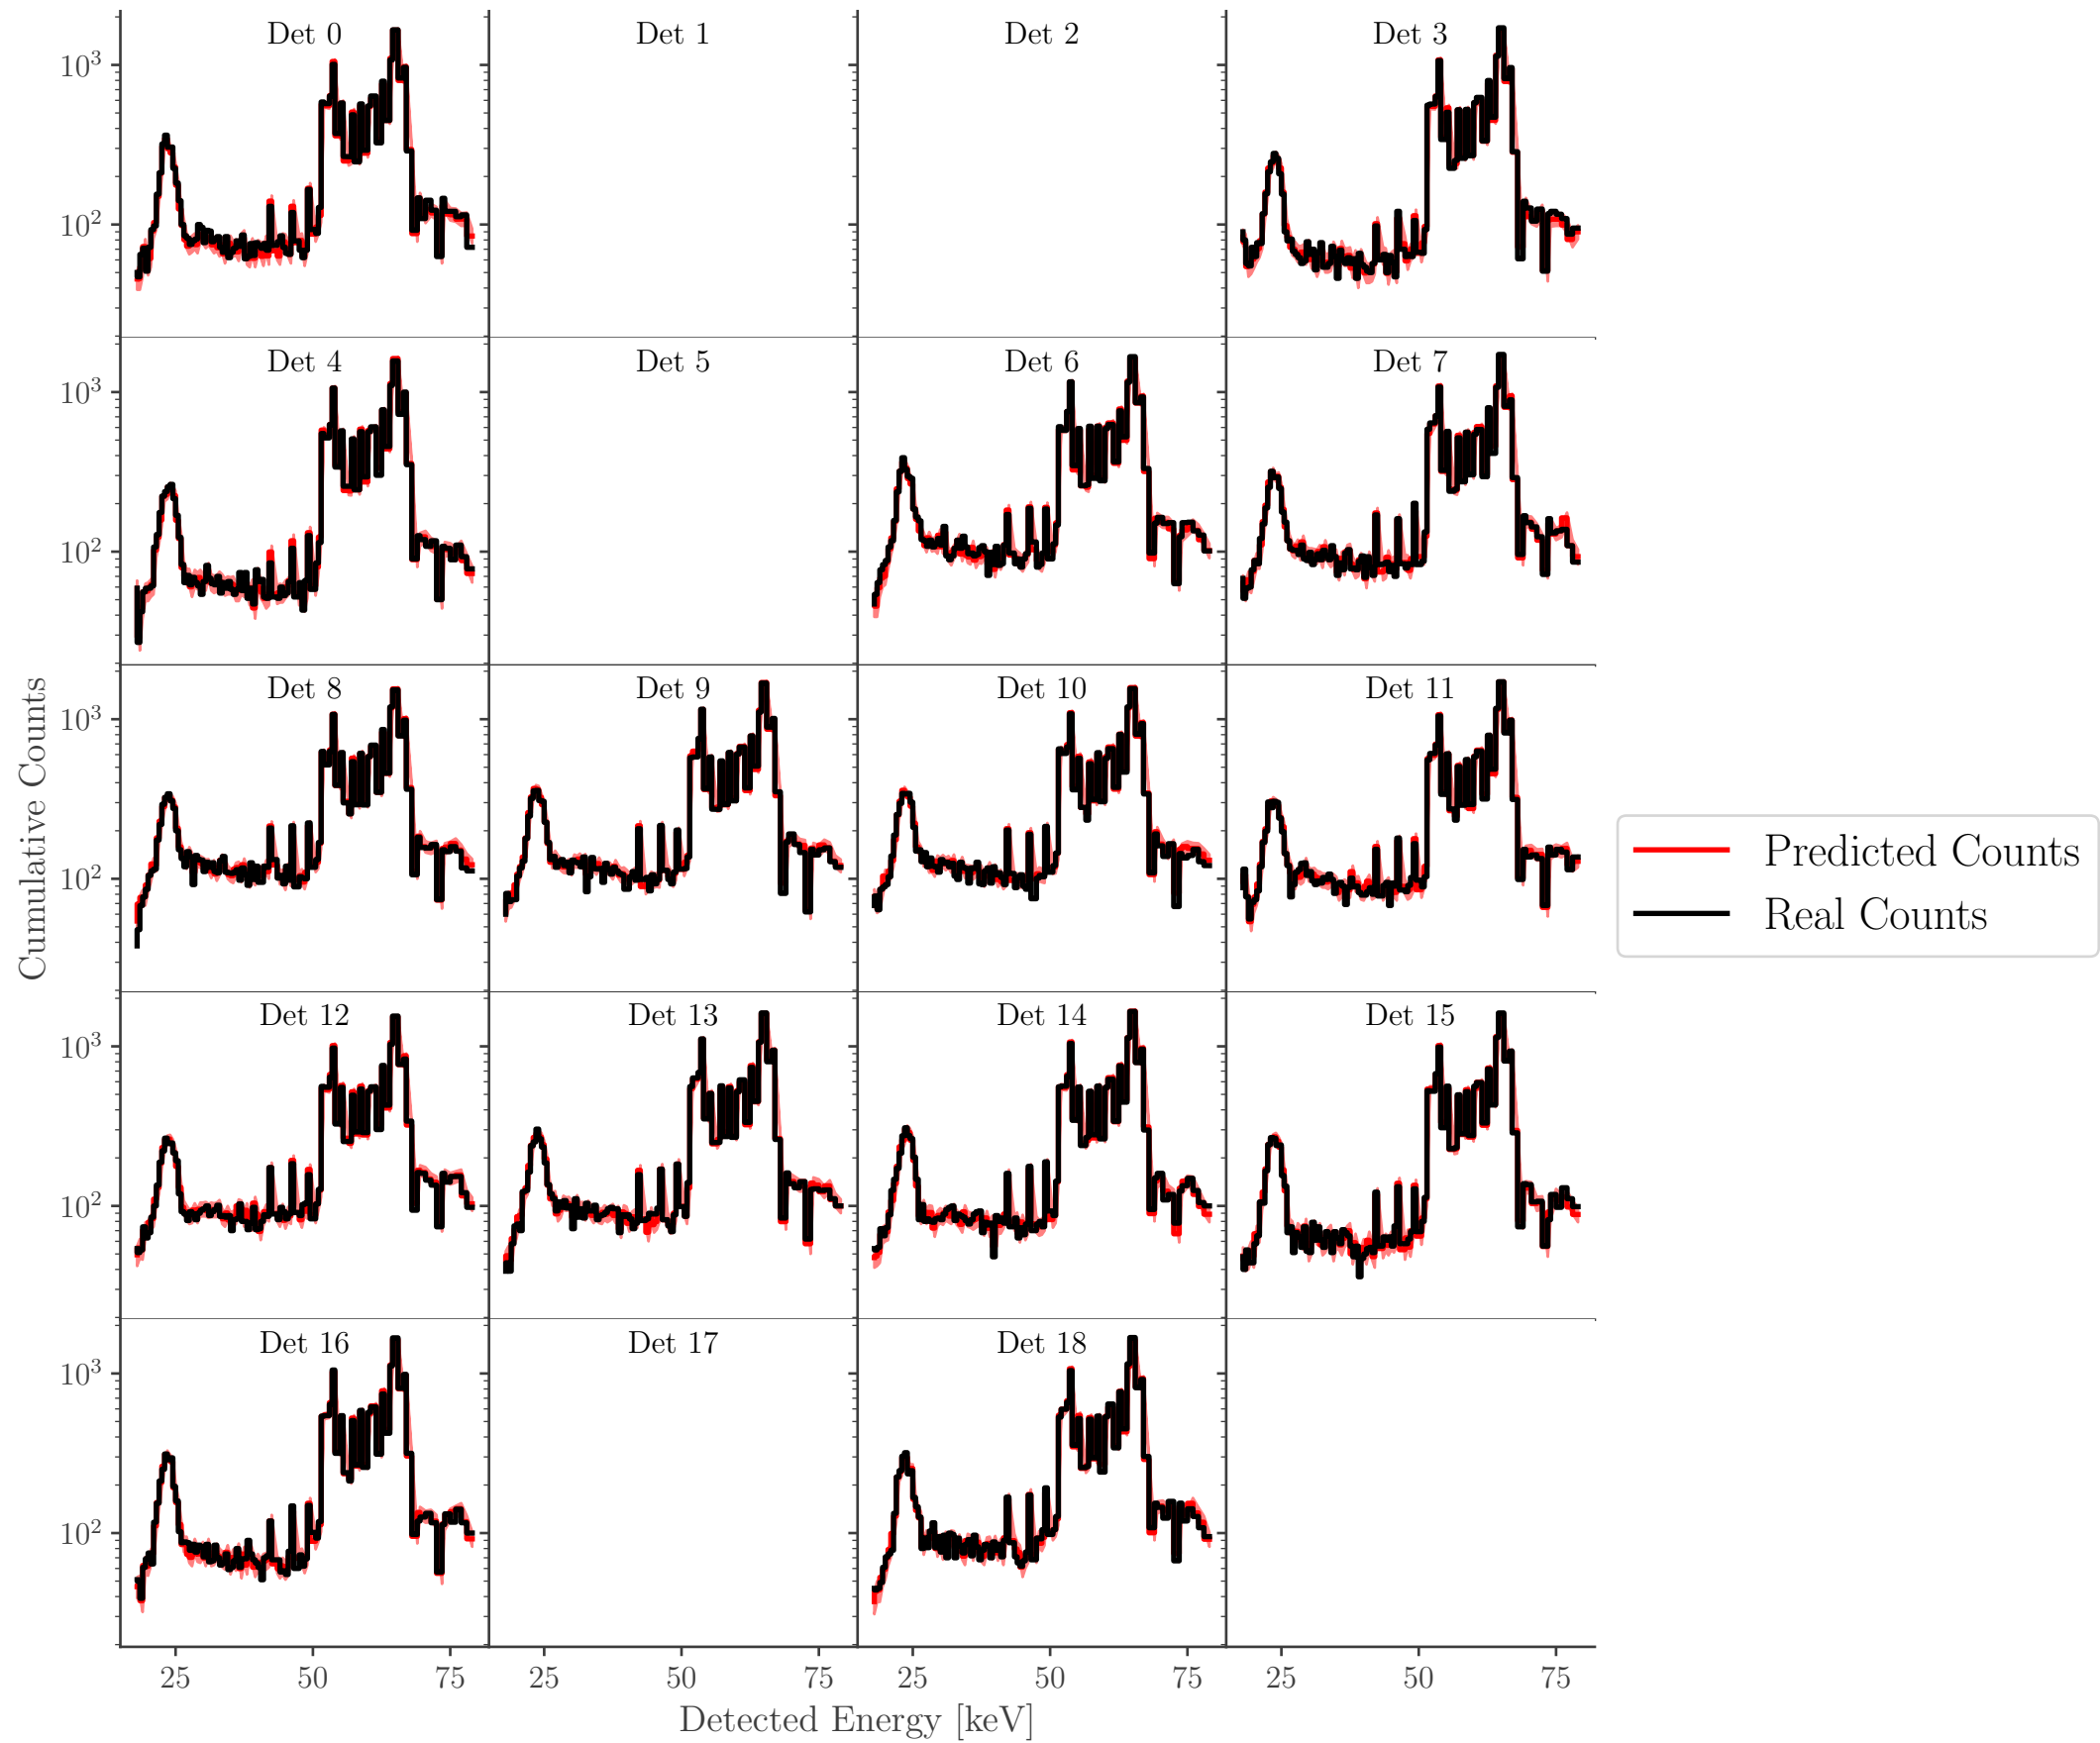 Det 0
Det 1
Det 2
Det 3
10³
10²
Det 4
Det 5
Det 6
Det 7
10³
10²
Det 8
Det 9
Det 10
Det 11
10³
10²
Cumulative Counts
Predicted Counts
Real Counts
Det 12
Det 13
Det 14
Det 15
10³
10²
Det 16
Det 17
Det 18
10³
10²
25 50 75 25 50 75 25 50 75 25 50 75
Detected Energy [keV]